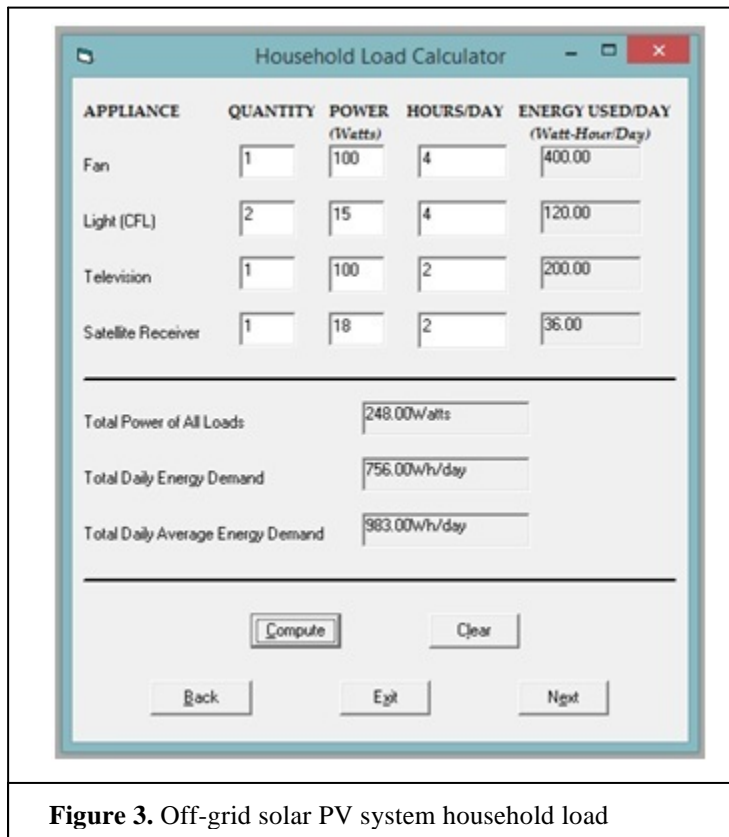 Household Load Calculator
APPLIANCE QUANTITY POWER HOURS/DAY ENERGY USED/DAY
(Watts) (Watt-Hour/Day)
Fan 1 100 4 400.00
Light (CFL) 2 15 4 120.00
Television 1 100 2 200.00
Satellite Receiver 1 18 2 36.00
Total Power of All Loads 248.00Watts
Total Daily Energy Demand 756.00Wh/day
Total Daily Average Energy Demand 983.00Wh/day
Compute Clear
Back Exit Next
Figure 3. Off-grid solar PV system household load